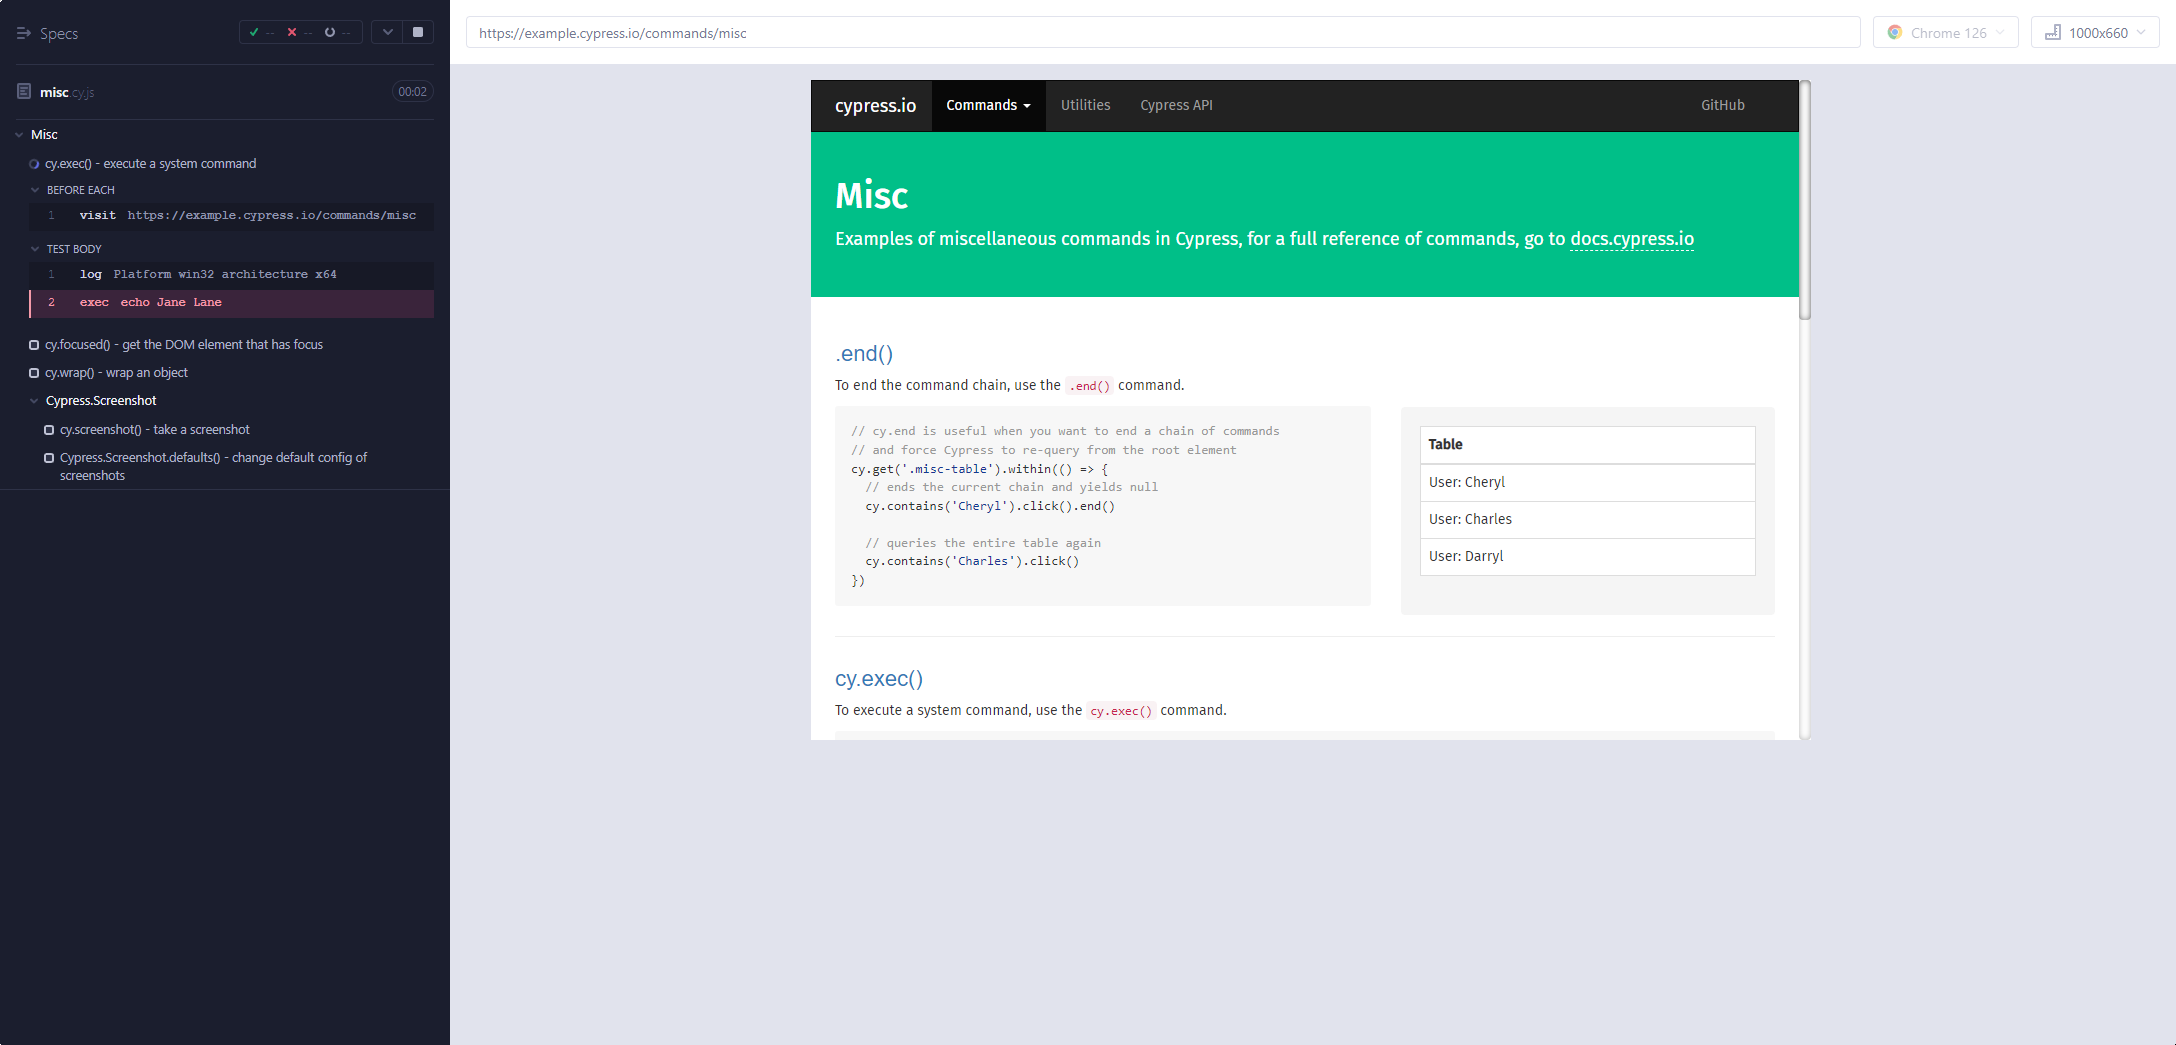 Specs
--
--
--
misc.cy.js
00:02
Misc
cy.exec() - execute a system command
BEFORE EACH
1 visit https://example.cypress.io/commands/misc
TEST BODY
1 log Platform win32 architecture x64
2 exec echo Jane Lane
cy.focused() - get the DOM element that has focus
cy.wrap() - wrap an object
Cypress.Screenshot
cy.screenshot() - take a screenshot
Cypress.Screenshot.defaults() - change default config of
screenshots
https://example.cypress.io/commands/misc
Chrome 126
1000x660
cypress.io
Commands
Utilities
Cypress API
GitHub
Misc
Examples of miscellaneous commands in Cypress, for a full reference of commands, go to docs.cypress.io
.end()
To end the command chain, use the .end() command.
// cy.end is useful when you want to end a chain of commands
// and force Cypress to re-query from the root element
cy.get('.misc-table').within(() => {
// ends the current chain and yields null
cy.contains('Cheryl').click().end()
// queries the entire table again
cy.contains('Charles').click()
})
Table
User: Cheryl
User: Charles
User: Darryl
cy.exec()
To execute a system command, use the cy.exec() command.